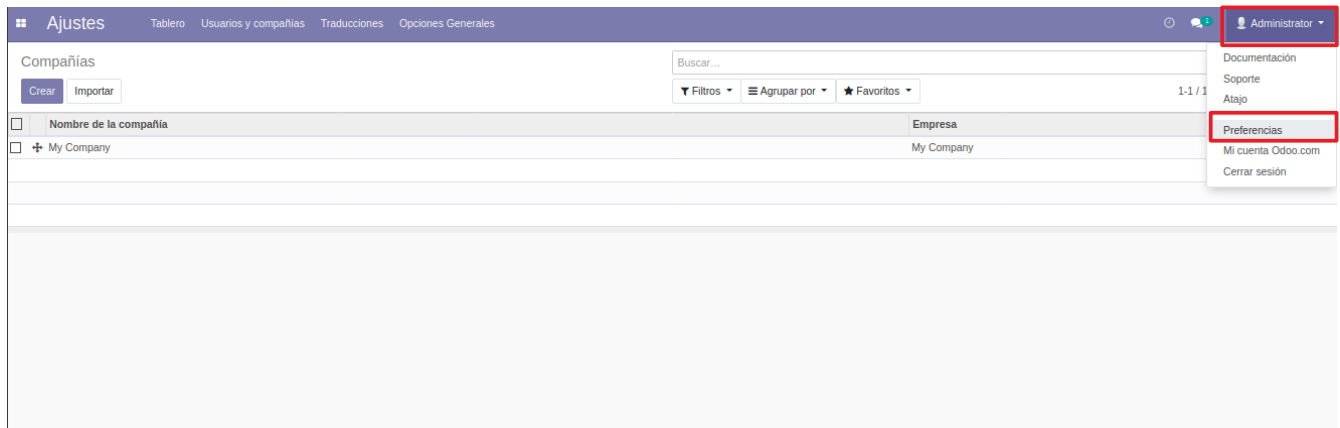 Ajustes Tablero Usuarios y compañías Traducciones Opciones Generales 1 Administrator
Compañías Buscar...
Crear Importar Filtros Agrupar por Favoritos 1-1 / 1
Documentación
Soporte
Atajo
Preferencias
Mi cuenta Odoo.com
Cerrar sesión
Nombre de la compañía Empresa
My Company My Company